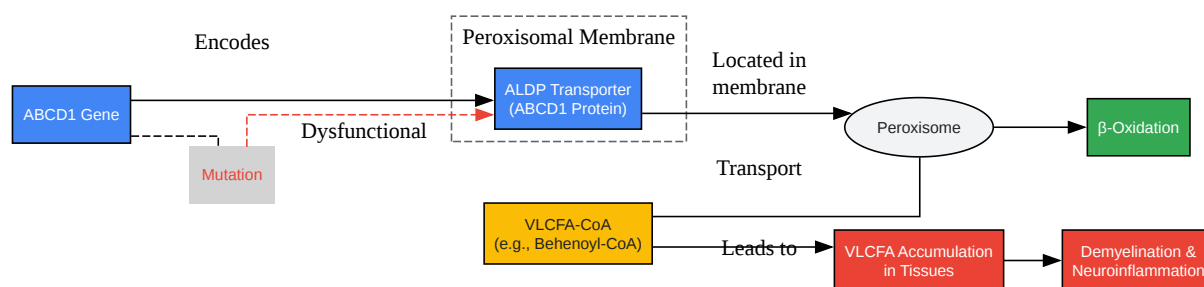 Encodes
Peroxisomal Membrane
Located in
membrane
ABCD1 Gene
ALDP Transporter
(ABCD1 Protein)
Dysfunctional
Peroxisome
β-Oxidation
Mutation
Transport
VLCFA-CoA
(e.g., Behenoyl-CoA)
Leads to
VLCFA Accumulation
in Tissues
Demyelination &
Neuroinflammation